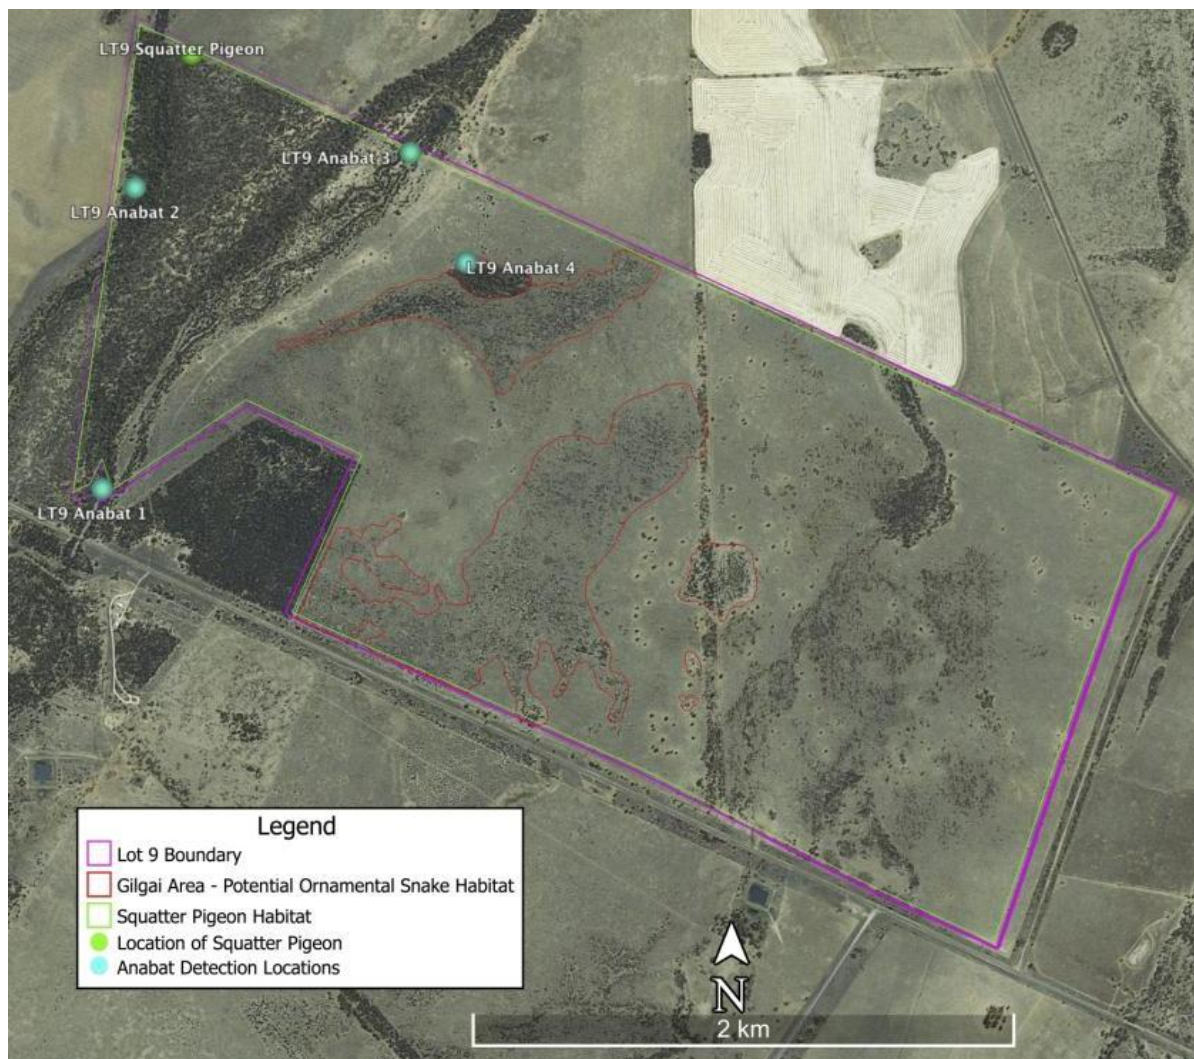 LT9 Squatter Pigeon
LT9 Anabat 3
LT9 Anabat 2
LT9 Anabat 4
LT9 Anabat 1
Legend
Lot 9 Boundary
Gilgai Area - Potential Ornamental Snake Habitat
Squatter Pigeon Habitat
Location of Squatter Pigeon
Anabat Detection Locations
N
2 km